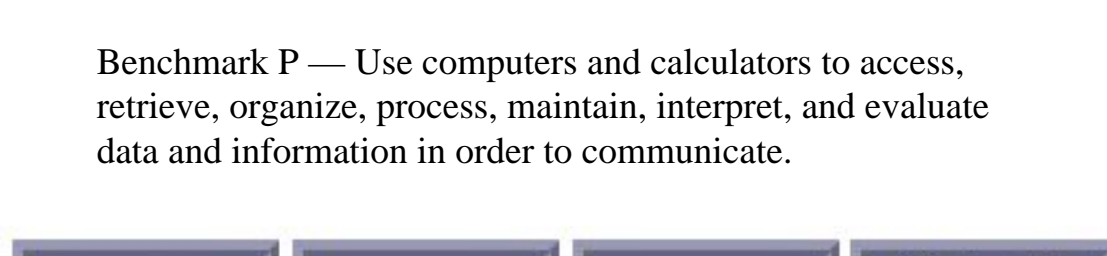 Benchmark P — Use computers and calculators to access,
retrieve, organize, process, maintain, interpret, and evaluate
data and information in order to communicate.